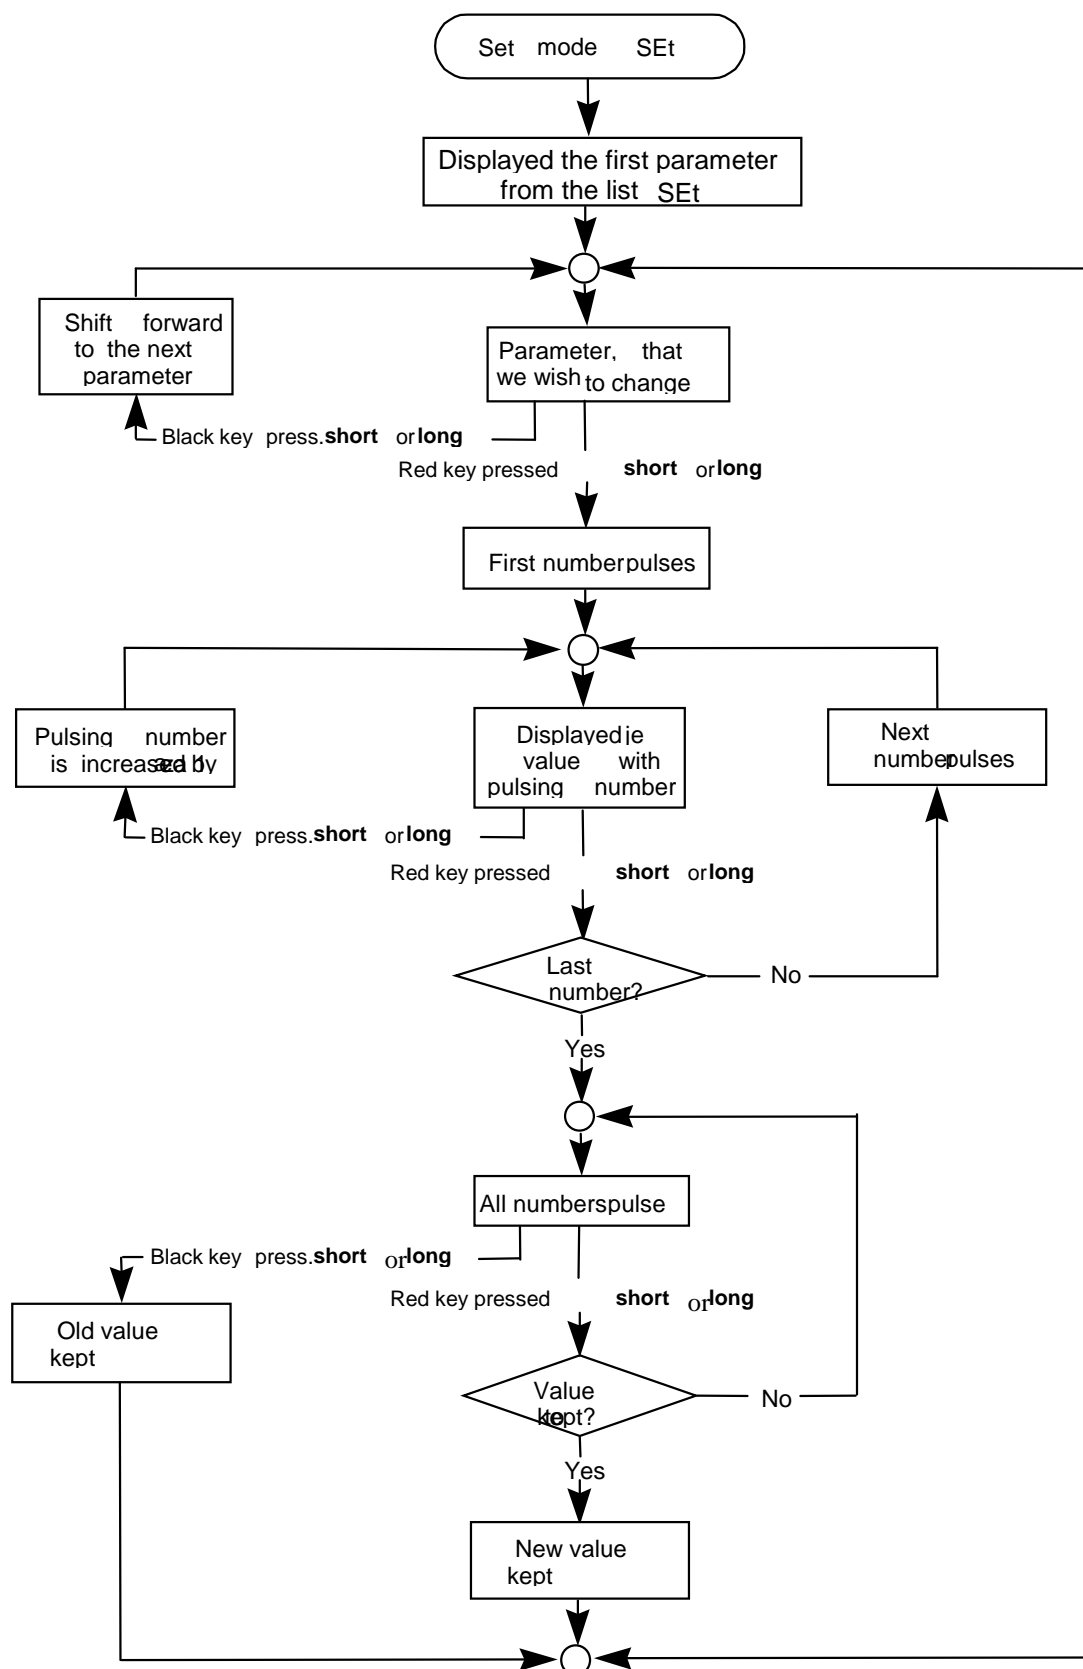 Set mode SEt
Displayed the first parameter
from the list SEt
Shift forward
to the next
parameter
Parameter, that
we wish to change
Black key press. short or long
Red key pressed short or long
First number pulses
Pulsing number
is increased by
Displayed je
value with
pulsing number
Next
number pulses
Black key press. short or long
Red key pressed short or long
Last
number?
No
Yes
All numbers pulse
Black key press. short or long
Red key pressed short or long
Old value
kept
Value
kept?
No
Yes
New value
kept